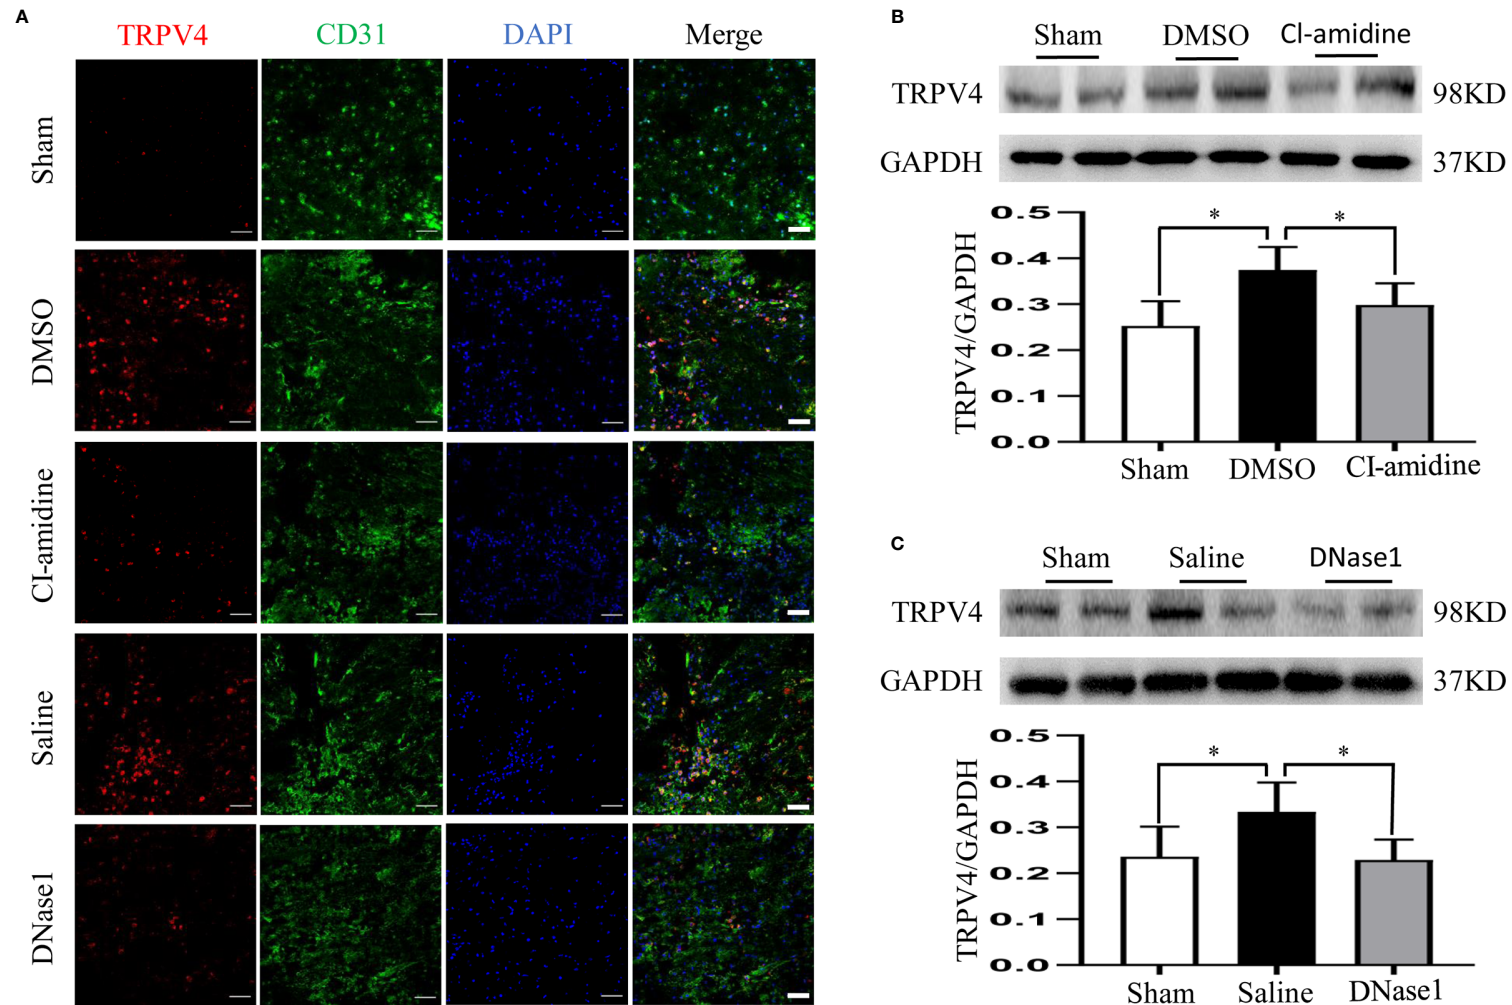 A
TRPV4 CD31 DAPI Merge
Sham
DMSO
CI-amidine
Saline
DNase1
B
Sham DMSO Cl-amidine
TRPV4 98KD
GAPDH 37KD
TRPV4/GAPDH
0.5
0.4
0.3
0.2
0.1
0.0
* *
Sham DMSO CI-amidine
C
Sham Saline DNase1
TRPV4 98KD
GAPDH 37KD
TRPV4/GAPDH
0.5
0.4
0.3
0.2
0.1
0.0
* *
Sham Saline DNase1